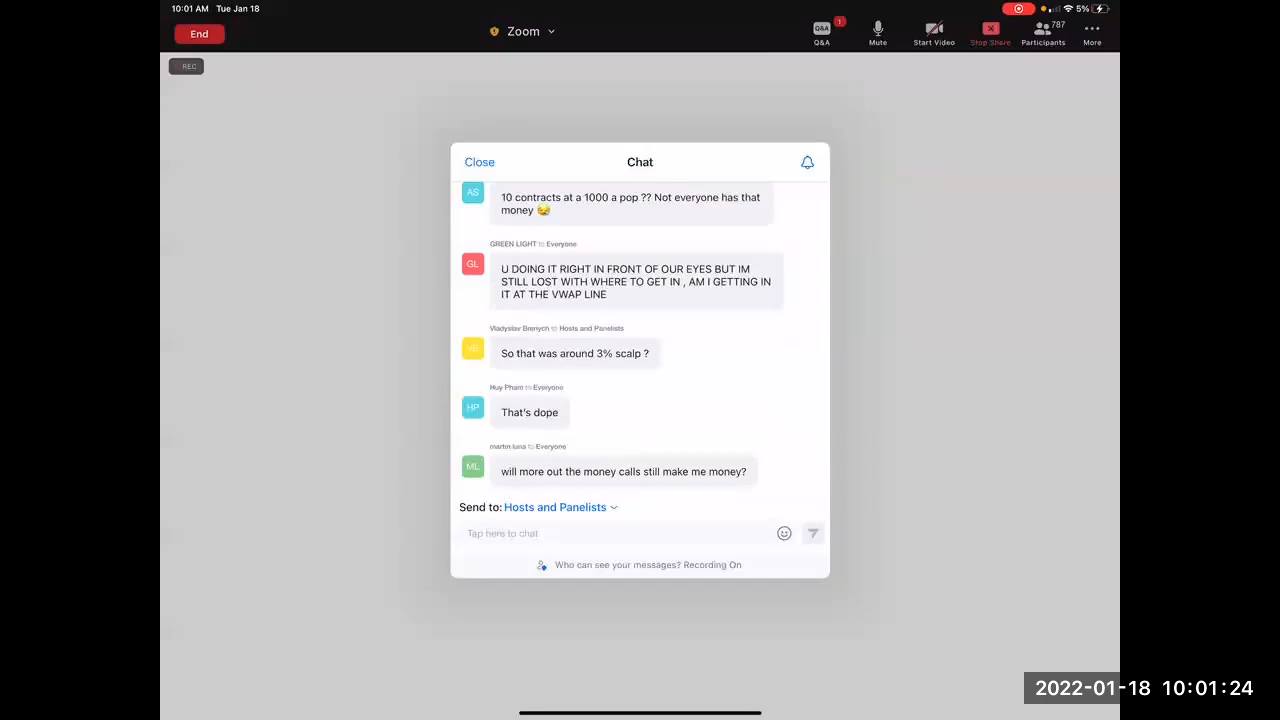 10:01 AM Tue Jan 18
5%
End
Zoom
1
Q&A
Q&A
Mute
Start Video
Stop Share
787
Participants
More
REC
Close
Chat
AS
10 contracts at a 1000 a pop ?? Not everyone has that
money 😪
GREEN LIGHT to Everyone
GL
U DOING IT RIGHT IN FRONT OF OUR EYES BUT IM
STILL LOST WITH WHERE TO GET IN , AM I GETTING IN
IT AT THE VWAP LINE
Vladyslav Brenych to Hosts and Panelists
VB
So that was around 3% scalp ?
Huy Pham to Everyone
HP
That's dope
martin luna to Everyone
ML
will more out the money calls still make me money?
Send to: Hosts and Panelists
Tap here to chat
Who can see your messages? Recording On
2022-01-18 10:01:24